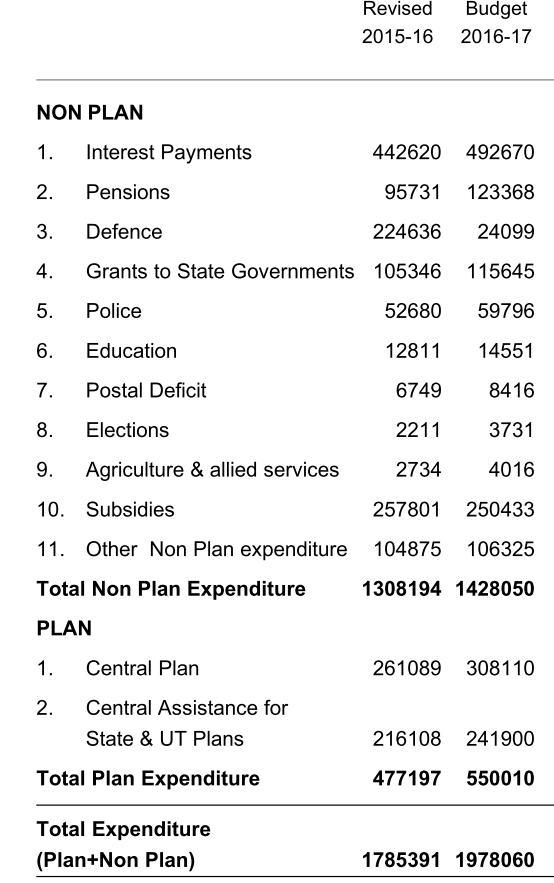 Revised Budget
2015-16 2016-17
NON PLAN
1. Interest Payments 442620 492670
2. Pensions 95731 123368
3. Defence 224636 24099
4. Grants to State Governments 105346 115645
5. Police 52680 59796
6. Education 12811 14551
7. Postal Deficit 6749 8416
8. Elections 2211 3731
9. Agriculture & allied services 2734 4016
10. Subsidies 257801 250433
11. Other Non Plan expenditure 104875 106325
Total Non Plan Expenditure 1308194 1428050
PLAN
1. Central Plan 261089 308110
2. Central Assistance for
State & UT Plans 216108 241900
Total Plan Expenditure 477197 550010
Total Expenditure
(Plan+Non Plan) 1785391 1978060